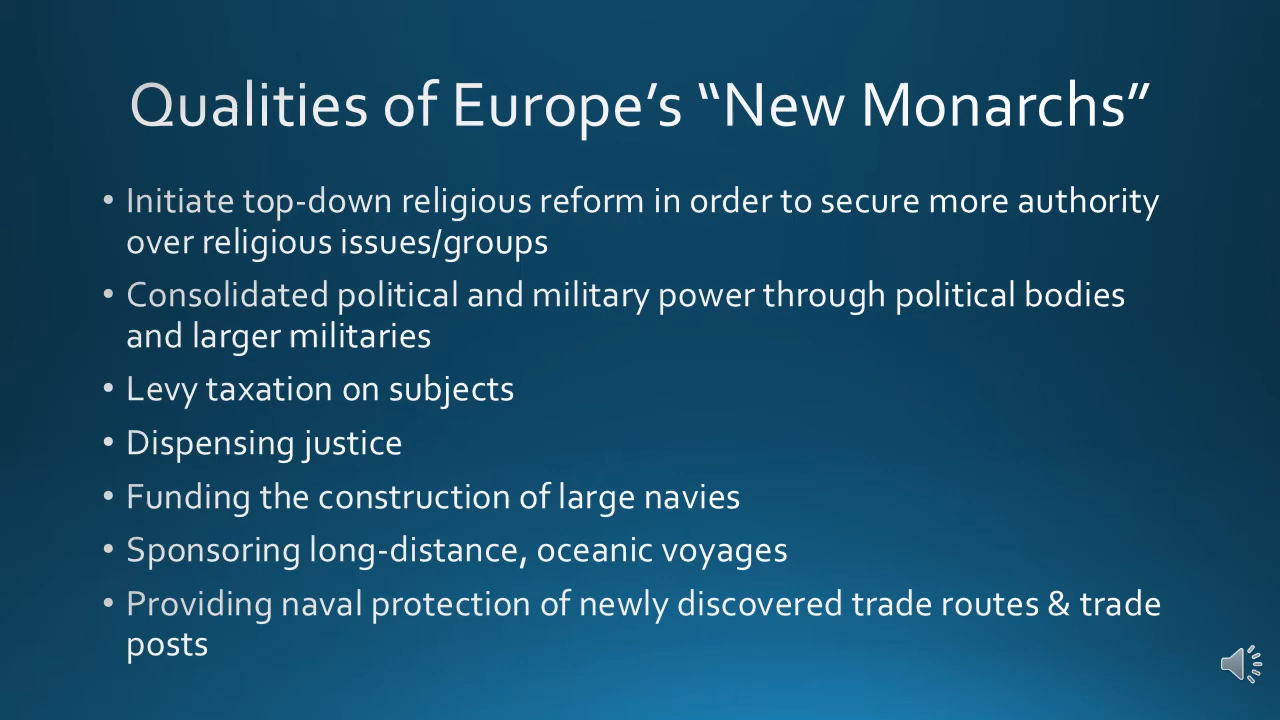 Qualities of Europe’s “New Monarchs”
• Initiate top-down religious reform in order to secure more authority
over religious issues/groups
• Consolidated political and military power through political bodies
and larger militaries
• Levy taxation on subjects
• Dispensing justice
• Funding the construction of large navies
• Sponsoring long-distance, oceanic voyages
• Providing naval protection of newly discovered trade routes & trade
posts